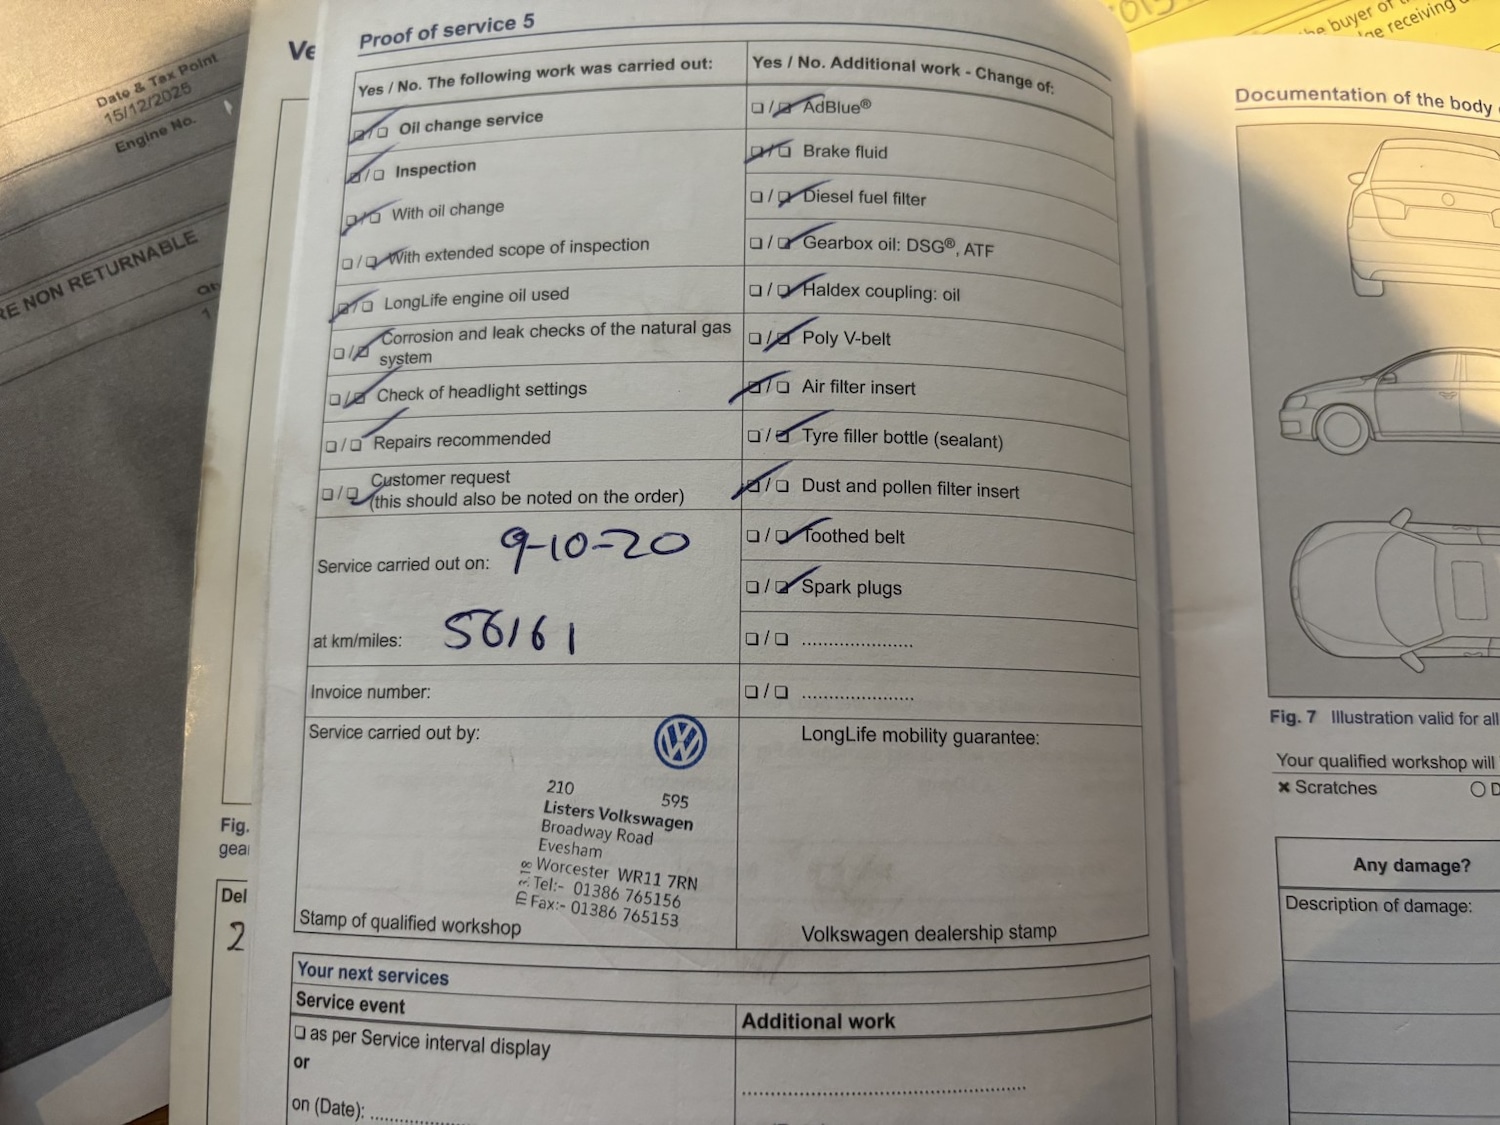 Date & Tax Point
15/12/2025
Engine No.
RE NON RETURNABLE
1
Ve
Fig.
Del
2
Proof of service 5
Yes / No. The following work was carried out:
❏/❏ Oil change service
❏/❏ Inspection
❏/❏ With oil change
❏/❏ With extended scope of inspection
❏/❏ LongLife engine oil used
❏/❏ Corrosion and leak checks of the natural gas
system
❏/❏ Check of headlight settings
❏/❏ Repairs recommended
❏/❏ Customer request
(this should also be noted on the order)
Service carried out on: 9-10-20
at km/miles: 56161
Invoice number:
Service carried out by:
210 595
Listers Volkswagen
Broadway Road
Evesham
Worcester WR11 7RN
Tel:- 01386 765156
Fax:- 01386 765153
Stamp of qualified workshop
Yes / No. Additional work - Change of:
❏/❏ AdBlue®
❏/❏ Brake fluid
❏/❏ Diesel fuel filter
❏/❏ Gearbox oil: DSG®, ATF
❏/❏ Haldex coupling: oil
❏/❏ Poly V-belt
❏/❏ Air filter insert
❏/❏ Tyre filler bottle (sealant)
❏/❏ Dust and pollen filter insert
❏/❏ Toothed belt
❏/❏ Spark plugs
❏/❏ .....................
❏/❏ .....................
LongLife mobility guarantee:
Volkswagen dealership stamp
Your next services
Service event
❏ as per Service interval display
or
on (Date): ....................
Additional work
.....................................................
buyer of
receiving
Documentation of the body
Fig. 7 Illustration valid for all
Your qualified workshop will
✖ Scratches
Any damage?
Description of damage: